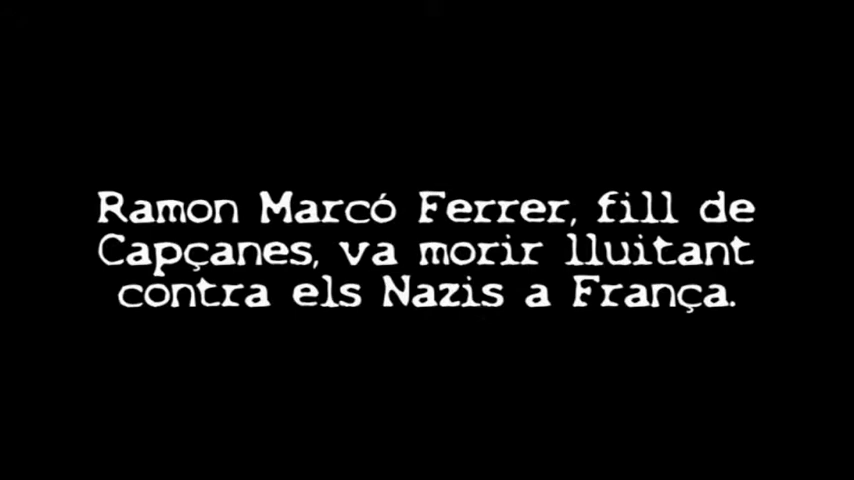 Ramon Marcó Ferrer, fill de
Capçanes, va morir lluitant
contra els Nazis a França.